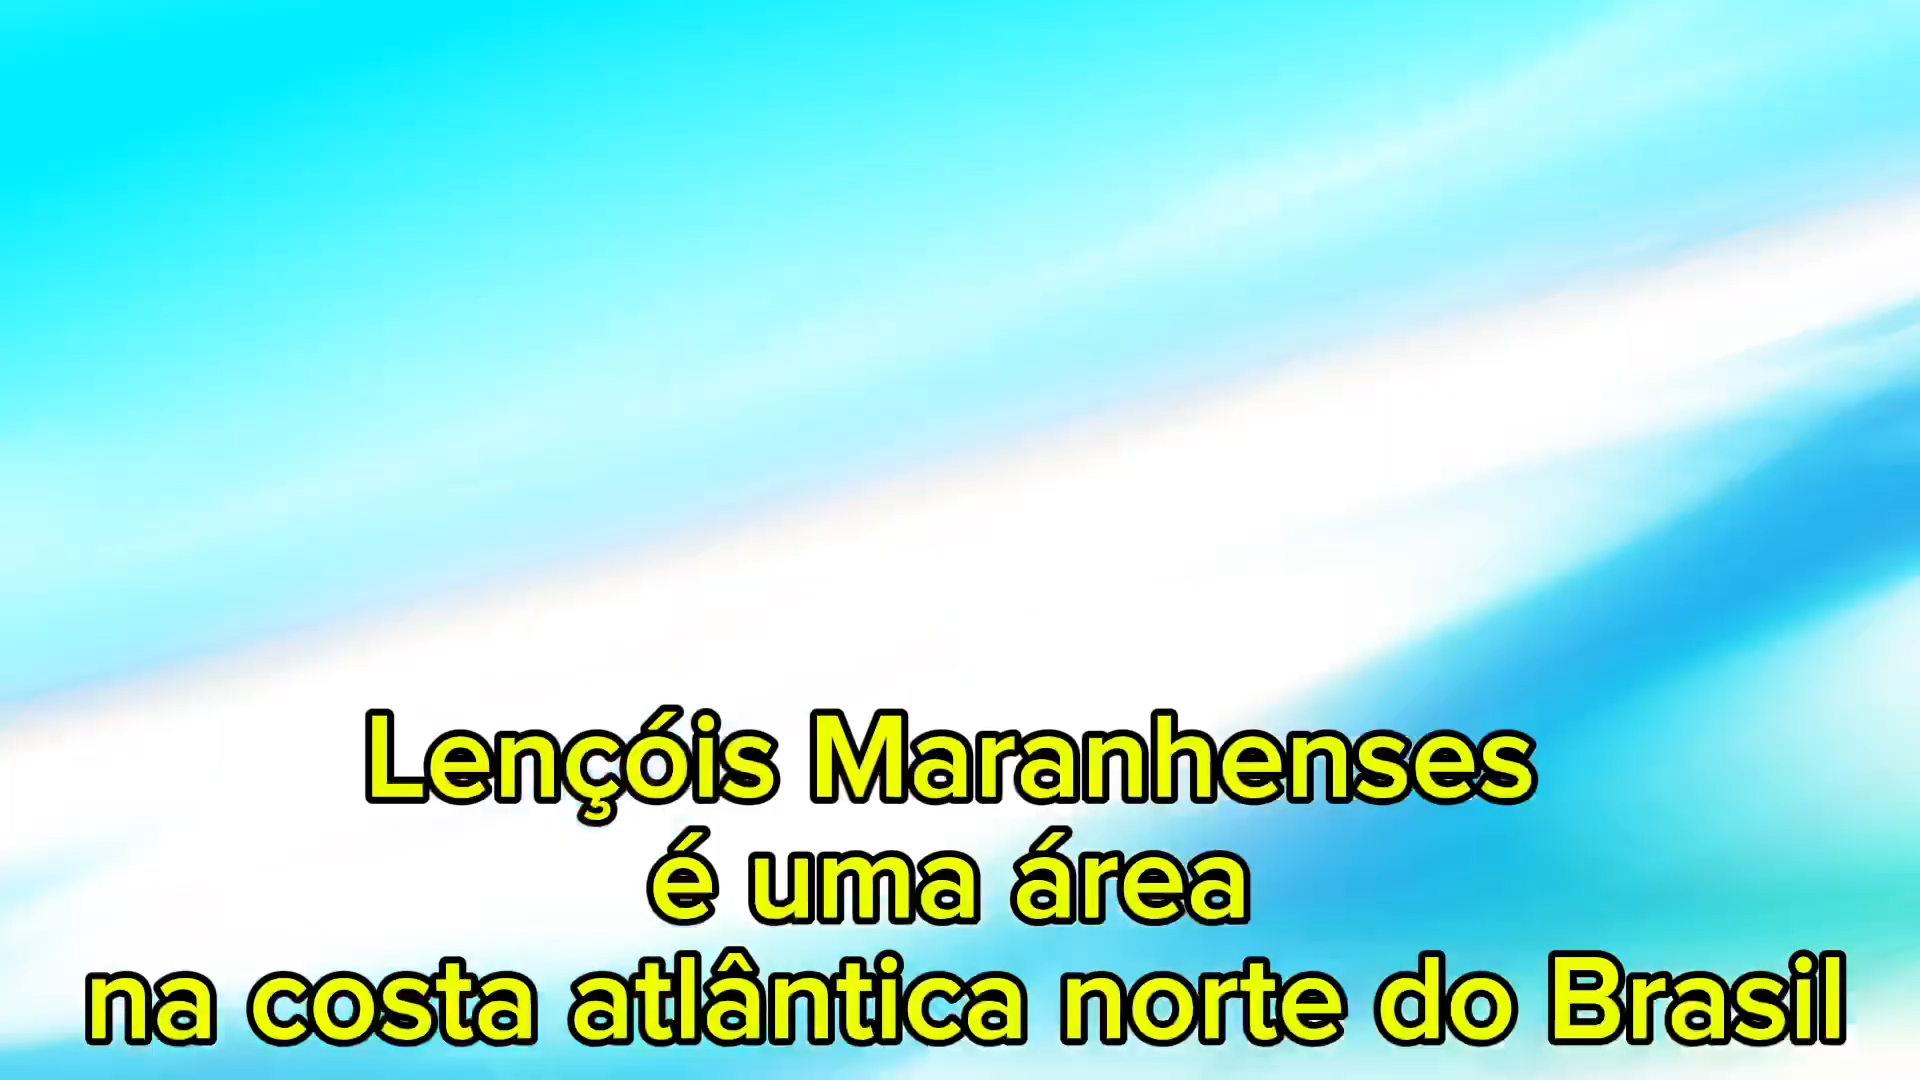 Lençóis Maranhenses
é uma área
na costa atlântica norte do Brasil